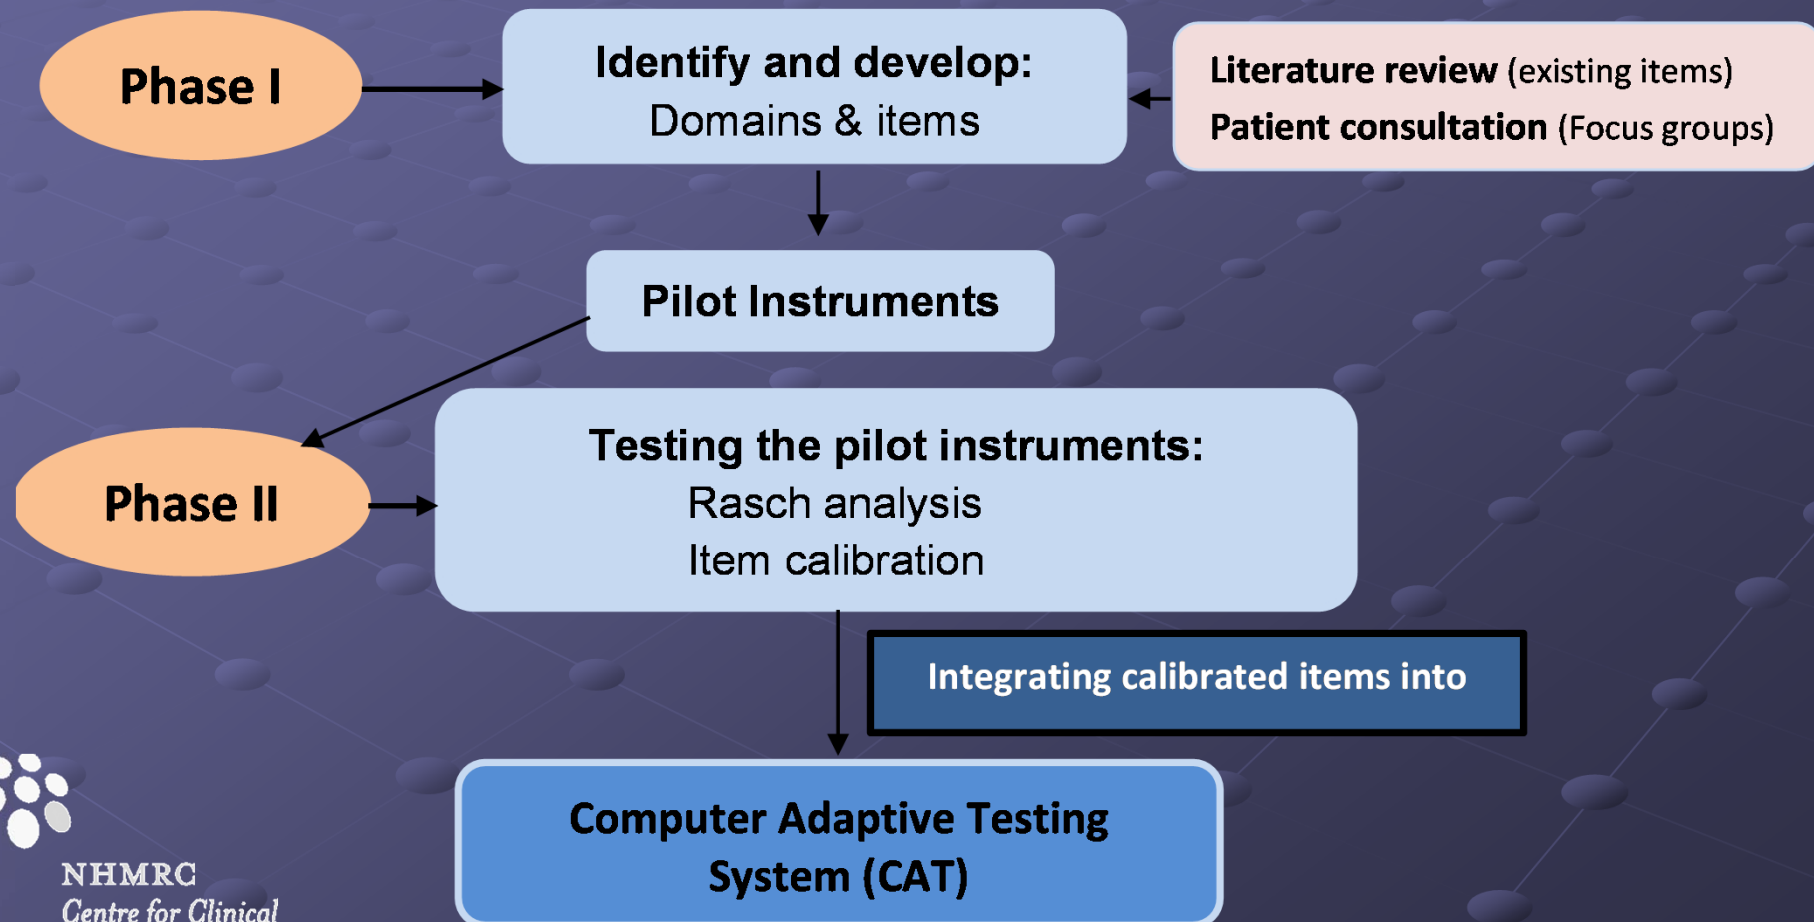 Phase I
Identify and develop:
Domains & items
Literature review (existing items)
Patient consultation (Focus groups)
Pilot Instruments
Phase II
Testing the pilot instruments:
Rasch analysis
Item calibration
Integrating calibrated items into
Computer Adaptive Testing
System (CAT)
NHMRC
Centre for Clinical